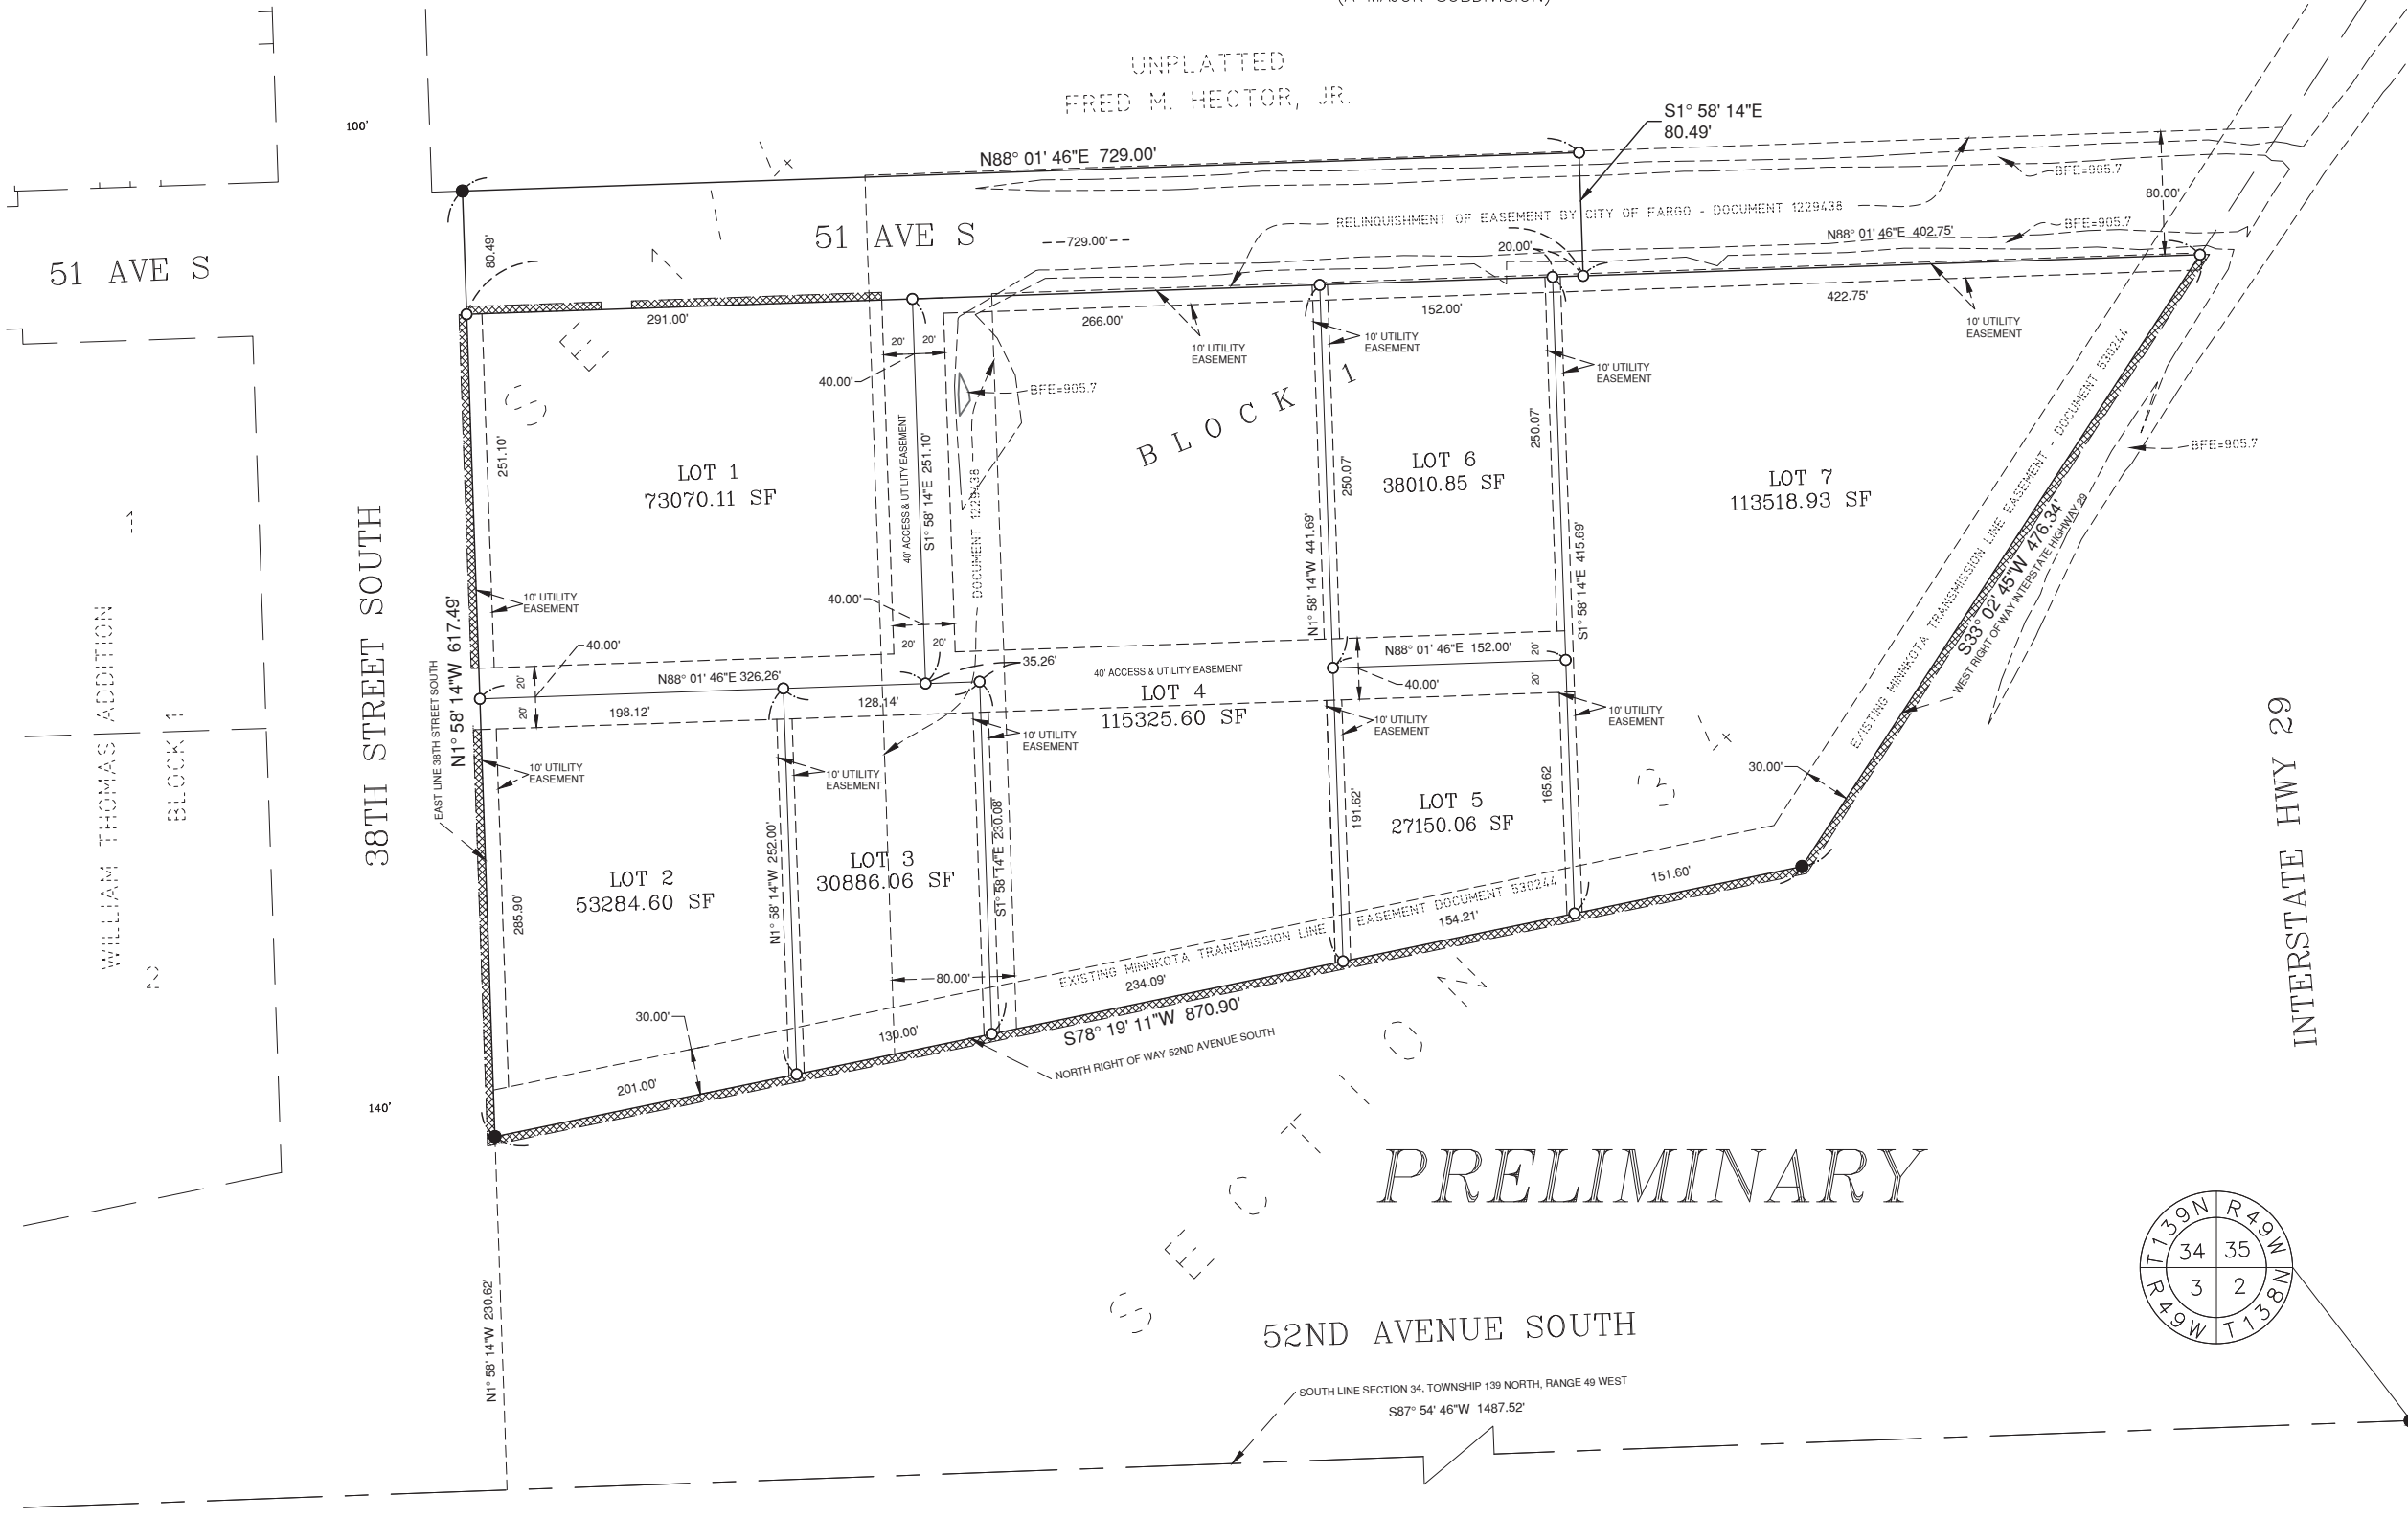 UNPLATTED
FRED M. HECTOR, JR.
100'
S1° 58' 14"E
80.49'
N88° 01' 46"E 729.00'
BFE=905.7
80.00'
RELINQUISHMENT OF EASEMENT BY CITY OF FARGO - DOCUMENT 1229438
51 AVE S
51 AVE S
80.49'
729.00'
20.00'
N88° 01' 46"E 402.75'
BFE=905.7
291.00'
266.00'
152.00'
422.75'
10' UTILITY
EASEMENT
10' UTILITY
EASEMENT
10' UTILITY
EASEMENT
10' UTILITY
EASEMENT
20'
20'
40.00'
BFE=905.7
BLOCK 1
251.10'
40' ACCESS & UTILITY EASEMENT
S1° 58' 14"E 251.10'
DOCUMENT 1229438
250.07
N1° 58' 14"W 441.69'
250.07'
S1° 58' 14"E 415.69'
LOT 1
73070.11 SF
LOT 6
38010.85 SF
LOT 7
113518.93 SF
EXISTING MINNKOTA TRANSMISSION LINE EASEMENT - DOCUMENT 530244
S33° 02' 45"W 476.34'
WEST RIGHT OF WAY INTERSTATE HIGHWAY 29
BFE=905.7
1
WILLIAM THOMAS ADDITION
BLOCK 1
2
38TH STREET SOUTH
N1° 58' 14"W 617.49'
EAST LINE 38TH STREET SOUTH
10' UTILITY
EASEMENT
40.00'
20'
20'
40.00'
20'
20'
35.26'
N88° 01' 46"E 326.26'
198.12'
128.14'
40' ACCESS & UTILITY EASEMENT
LOT 4
115325.60 SF
N88° 01' 46"E 152.00'
20'
20'
40.00'
10' UTILITY
EASEMENT
10' UTILITY
EASEMENT
10' UTILITY
EASEMENT
10' UTILITY
EASEMENT
10' UTILITY
EASEMENT
30.00'
INTERSTATE HWY 29
LOT 5
27150.06 SF
191.62'
165.62
LOT 2
53284.60 SF
LOT 3
30886.06 SF
285.90'
N1° 58' 14"W 252.00'
S1° 58' 14"E 230.08'
80.00'
EXISTING MINNKOTA TRANSMISSION LINE EASEMENT DOCUMENT 530244
151.60'
154.21'
234.09'
130.00'
201.00'
30.00'
S78° 19' 11"W 870.90'
NORTH RIGHT OF WAY 52ND AVENUE SOUTH
140'
SECTION 34
PRELIMINARY
T139N R49W
34 35
3 2
R49W T138N
N1° 58' 14"W 230.62'
52ND AVENUE SOUTH
SOUTH LINE SECTION 34, TOWNSHIP 139 NORTH, RANGE 49 WEST
S87° 54' 46"W 1487.52'